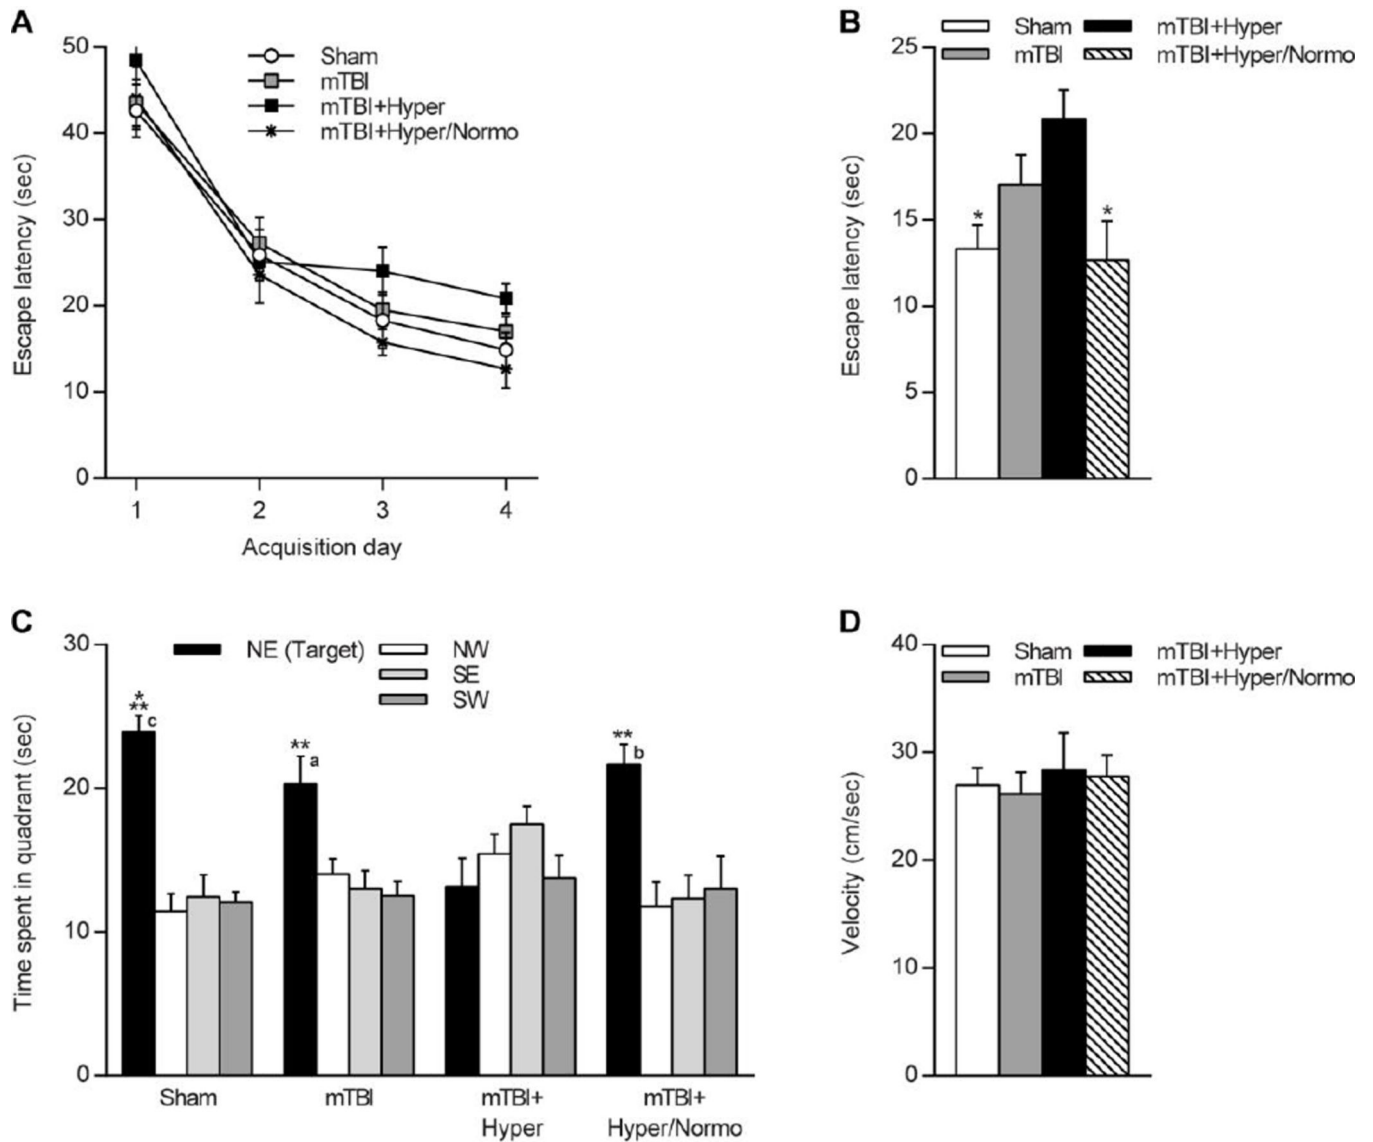 A
50
40
30
20
10
0
Escape latency (sec)
Sham
mTBI
mTBI+Hyper
mTBI+Hyper/Normo
1 2 3 4
Acquisition day
B
Sham mTBI+Hyper
mTBI mTBI+Hyper/Normo
25
20
15
10
5
0
Escape latency (sec)
* *
C
30
20
10
0
Time spent in quadrant (sec)
NE (Target) NW
SE
SW
*
** c
** a
** b
Sham mTBI mTBI+ mTBI+
Hyper Hyper/Normo
D
Sham mTBI+Hyper
mTBI mTBI+Hyper/Normo
40
30
20
10
0
Velocity (cm/sec)